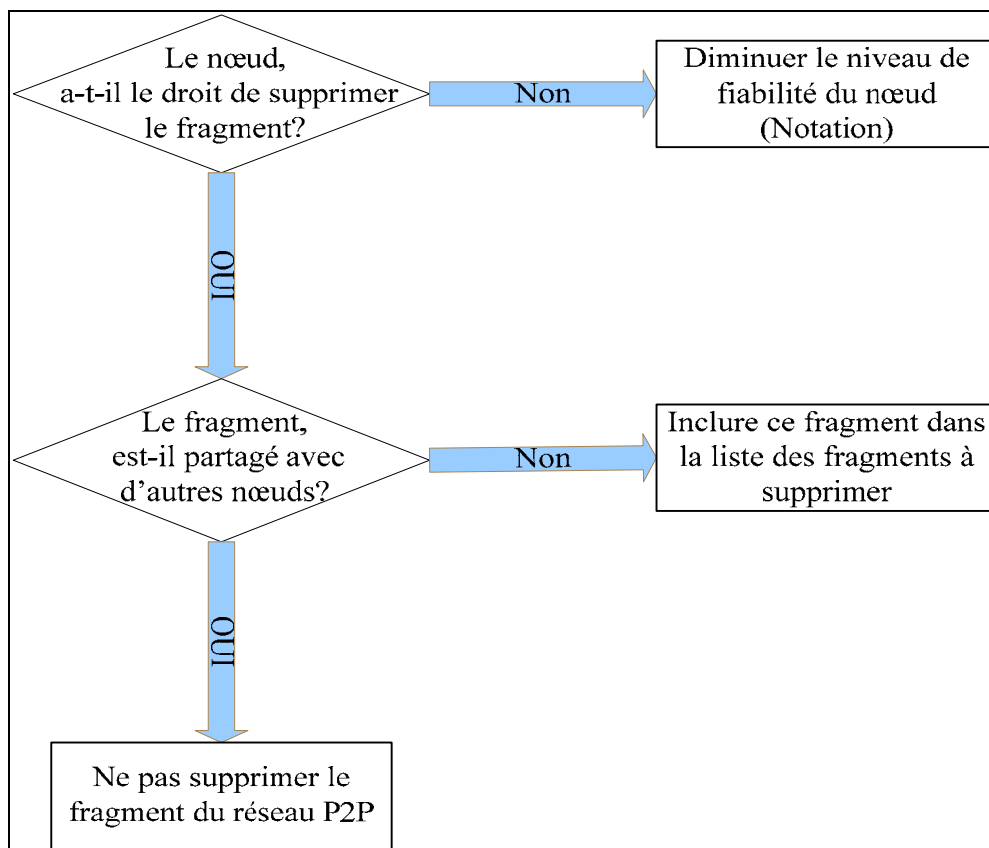 Le nœud,
a-t-il le droit de supprimer
le fragment?
Non
Diminuer le niveau de
fiabilité du nœud
(Notation)
OUI
Le fragment,
est-il partagé avec
d'autres nœuds?
Non
Inclure ce fragment dans
la liste des fragments à
supprimer
OUI
Ne pas supprimer le
fragment du réseau P2P